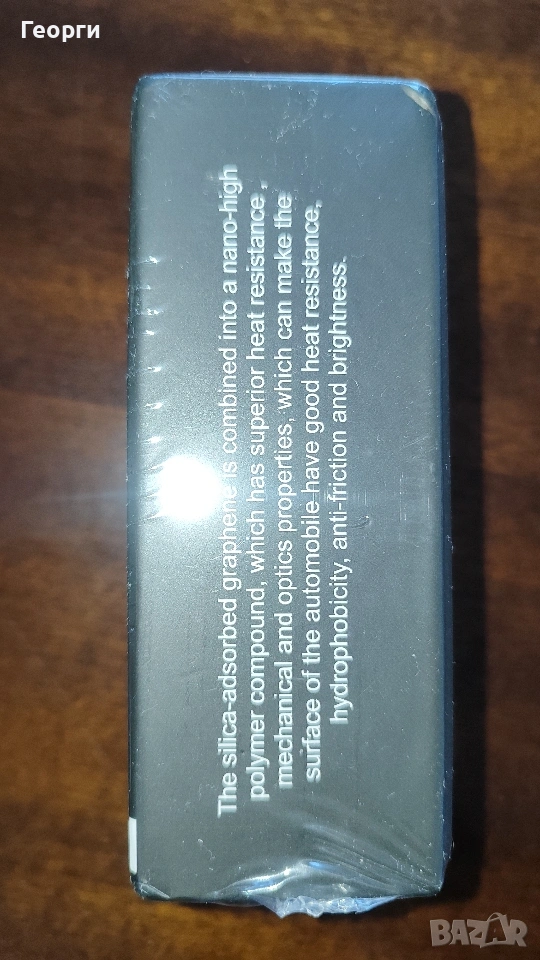 Георги
The silica-adsorbed graphene is combined into a nano-high
polymer compound, which has superior heat resistance ,
mechanical and optics properties, which can make the
surface of the automobile have good heat resistance,
hydrophobicity, anti-friction and brightness.
BAZAR